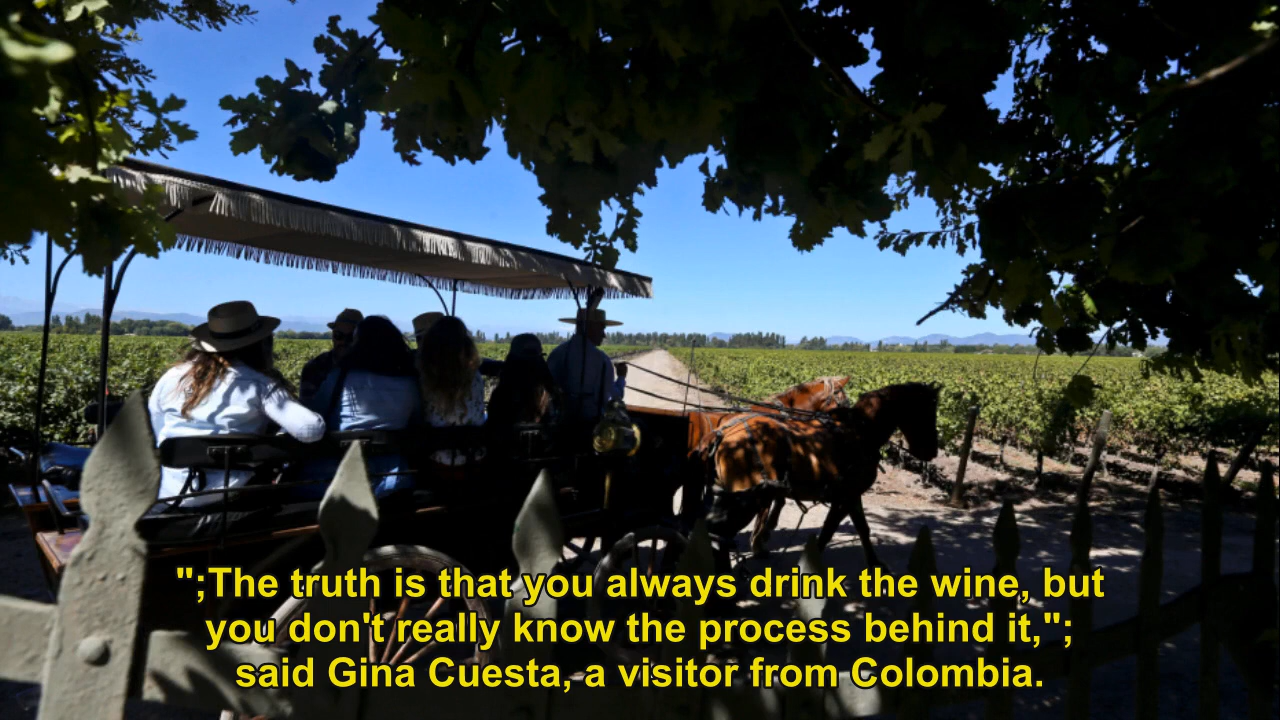 ";The truth is that you always drink the wine, but
you don't really know the process behind it,";
said Gina Cuesta, a visitor from Colombia.